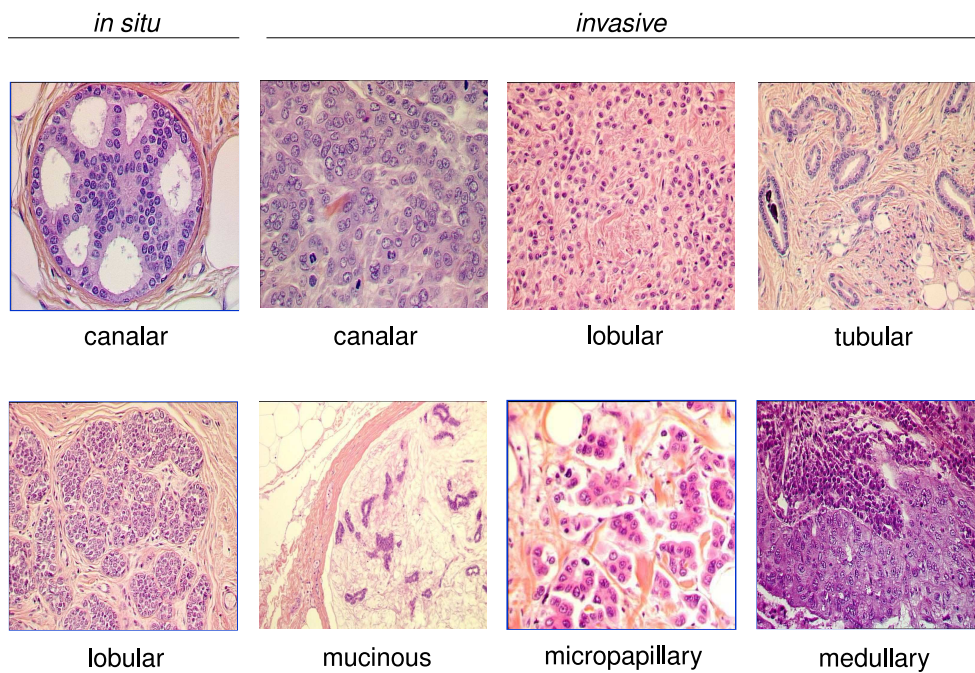 in situ
invasive
canalar
canalar
lobular
tubular
lobular
mucinous
micropapillary
medullary